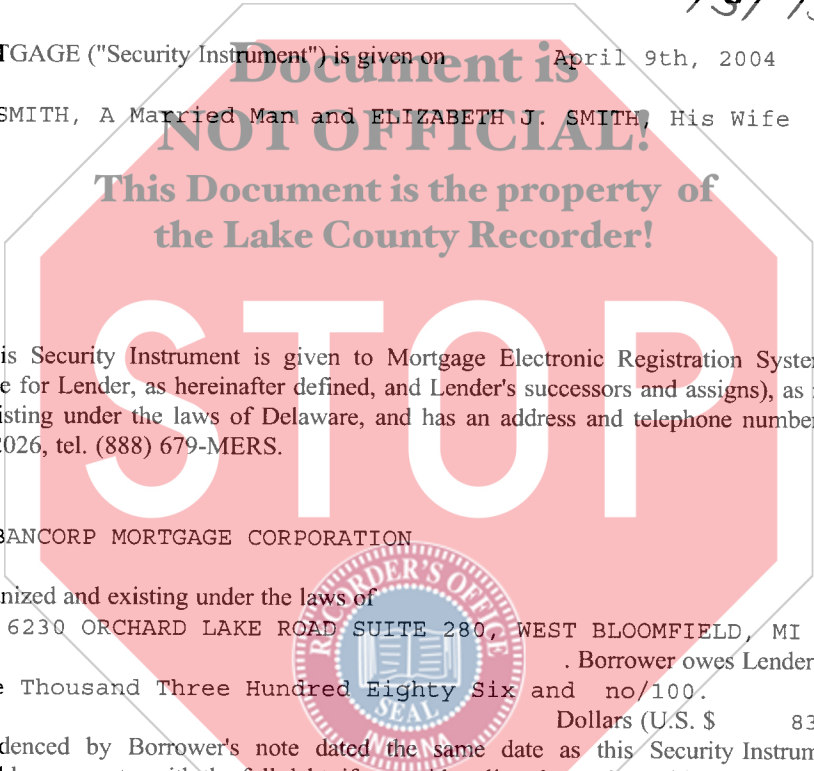 TGAGE ("Security Instrument") is given on April 9th, 2004
Document is
SMITH, A Married Man and ELIZABETH J. SMITH, His Wife
NOT OFFICIAL!
This Document is the property of
the Lake County Recorder!
STOP
is Security Instrument is given to Mortgage Electronic Registration
e for Lender, as hereinafter defined, and Lender's successors and assigns), as
isting under the laws of Delaware, and has an address and telephone number
2026, tel. (888) 679-MERS.
BANCORP MORTGAGE CORPORATION
nized and existing under the laws of
6230 ORCHARD LAKE ROAD SUITE 280, WEST BLOOMFIELD, MI
. Borrower owes Lender
Thousand Three Hundred Eighty Six and no/100.
Dollars (U.S. $ 83
denced by Borrower's note dated the same date as this Security
RECORDER'S OFFICE
SEAL
INDIANA